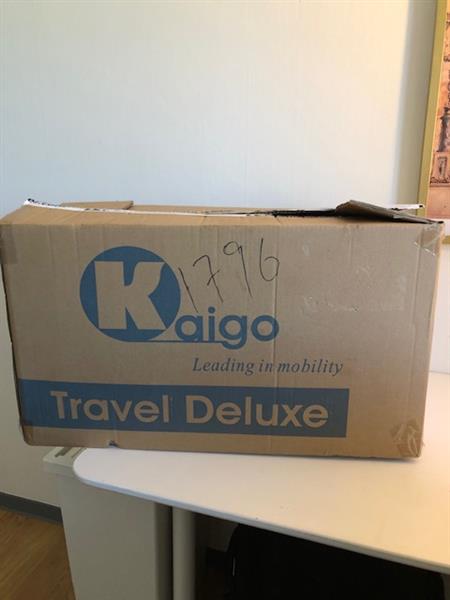 1796
Kaigo
Leading in mobility
Travel Deluxe